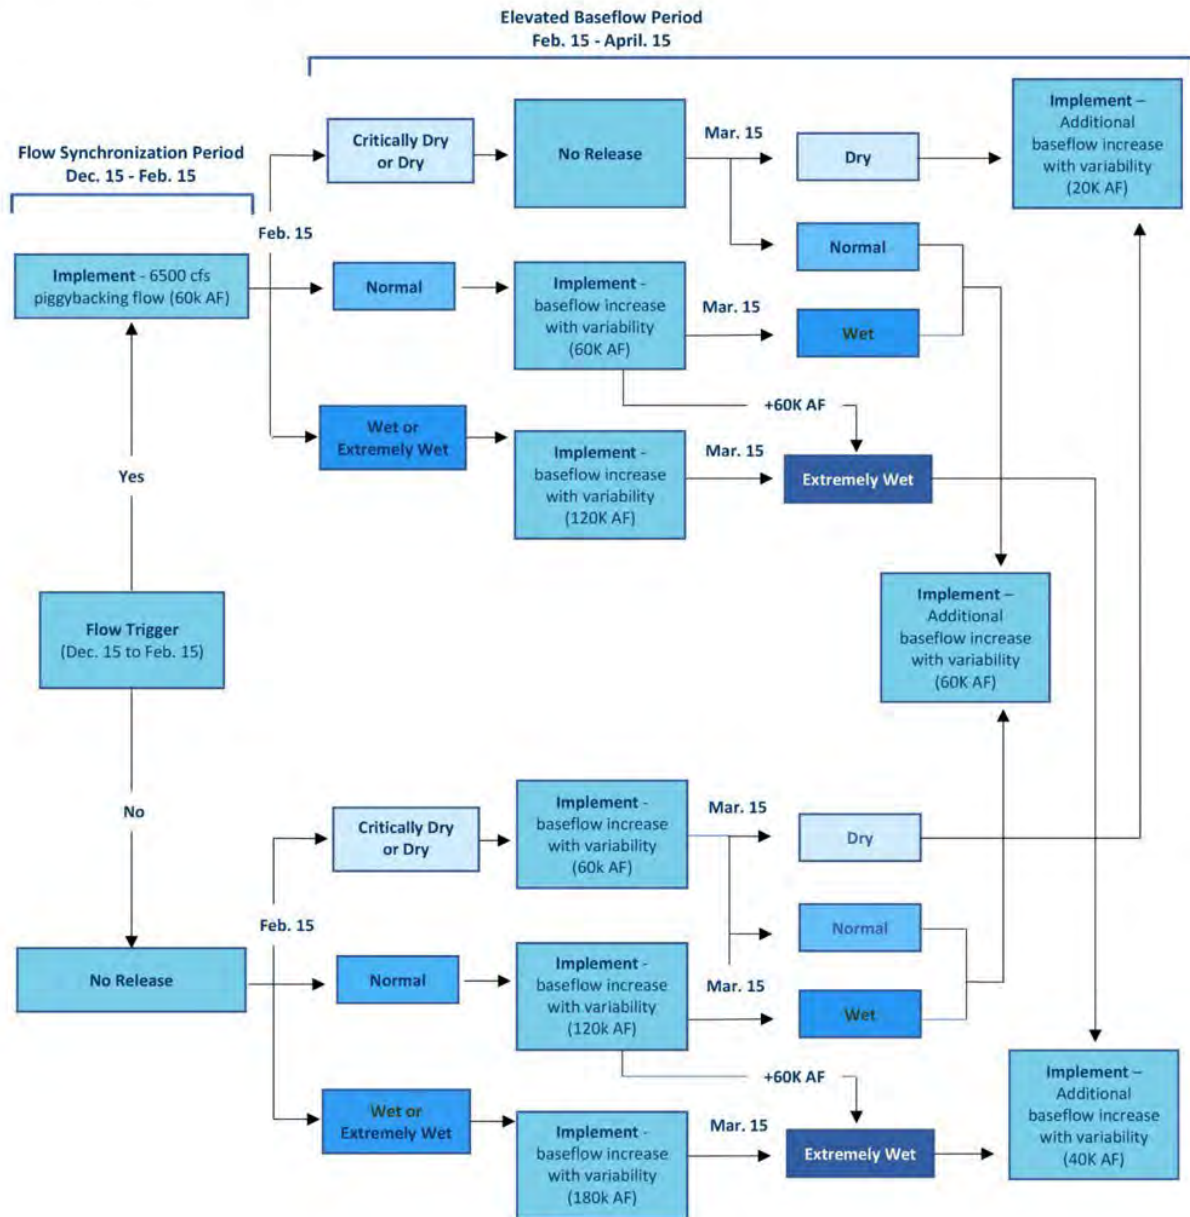 Elevated Baseflow Period
Feb. 15 - April. 15
Flow Synchronization Period
Dec. 15 - Feb. 15
Critically Dry
or Dry
No Release
Mar. 15
Dry
Implement –
Additional
baseflow increase
with variability
(20K AF)
Feb. 15
Normal
Implement - 6500 cfs
piggybacking flow (60k AF)
Normal
Implement -
baseflow increase
with variability
(60K AF)
Mar. 15
Wet
+60K AF
Wet or
Extremely Wet
Implement -
baseflow increase
with variability
(120K AF)
Mar. 15
Extremely Wet
Yes
Flow Trigger
(Dec. 15 to Feb. 15)
Implement –
Additional
baseflow increase
with variability
(60K AF)
No
Critically Dry
or Dry
Implement -
baseflow increase
with variability
(60k AF)
Mar. 15
Dry
Feb. 15
Normal
No Release
Normal
Implement -
baseflow increase
with variability
(120k AF)
Mar. 15
Wet
+60K AF
Wet or
Extremely Wet
Implement -
baseflow increase
with variability
(180k AF)
Mar. 15
Extremely Wet
Implement –
Additional
baseflow increase
with variability
(40K AF)